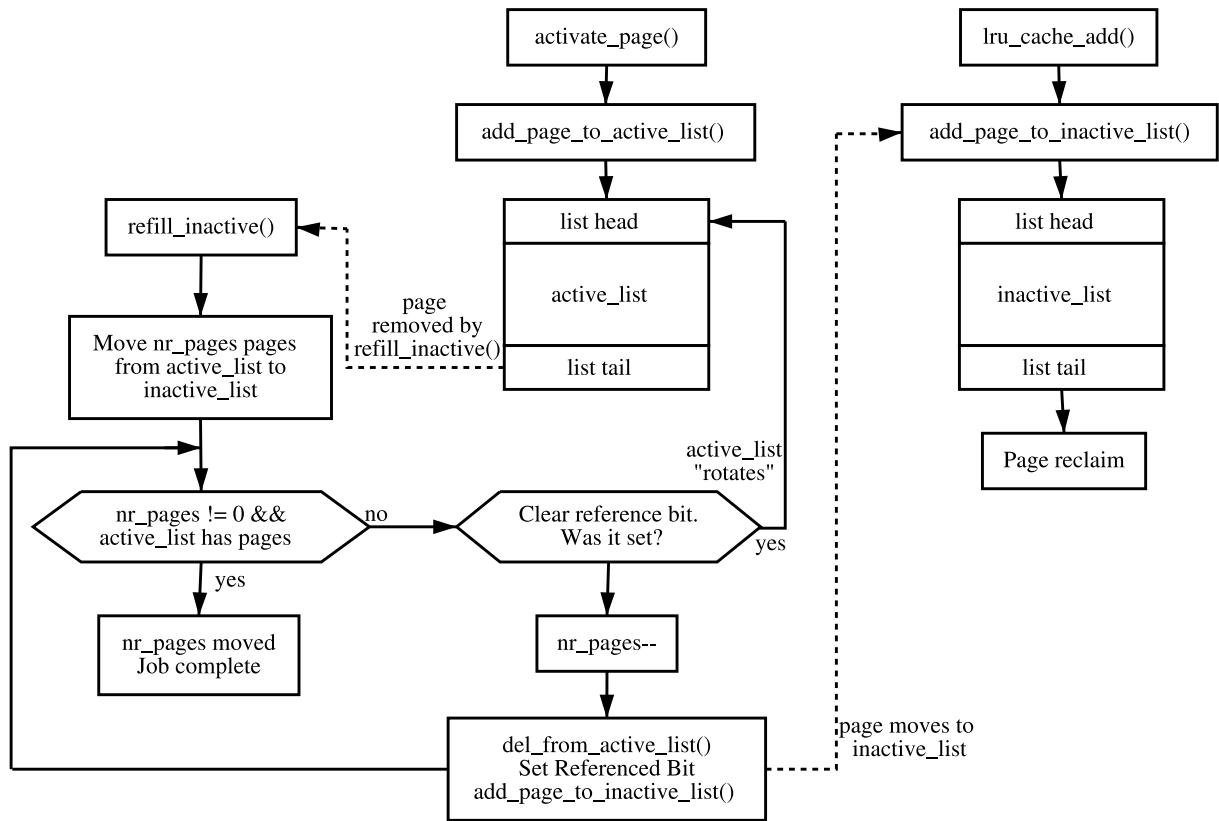 activate_page()
lru_cache_add()
add_page_to_active_list()
add_page_to_inactive_list()
refill_inactive()
list head
active_list
list tail
list head
inactive_list
list tail
page
removed by
refill_inactive()
Move nr_pages pages
from active_list to
inactive_list
active_list
"rotates"
Page reclaim
nr_pages != 0 &&
active_list has pages
no
Clear reference bit.
Was it set?
yes
yes
nr_pages moved
Job complete
nr_pages--
del_from_active_list()
Set Referenced Bit
add_page_to_inactive_list()
page moves to
inactive_list